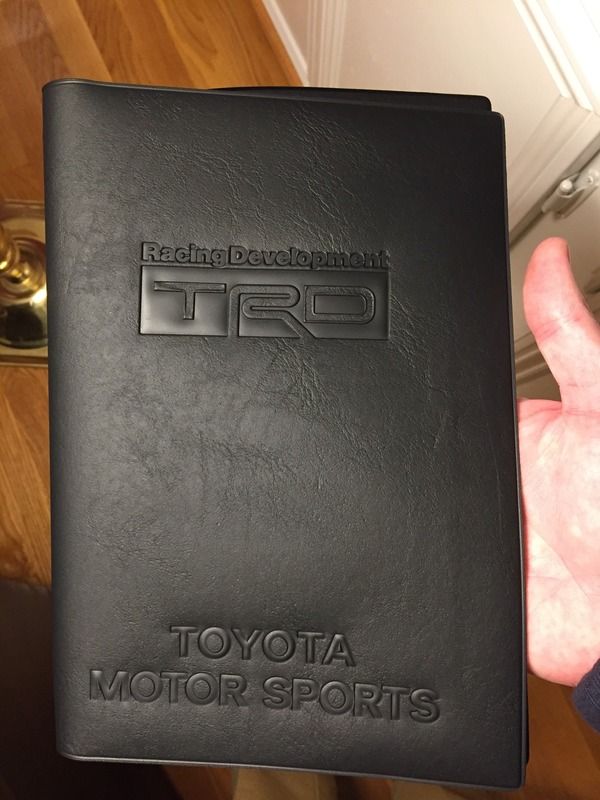 Racing Development
TRD
TOYOTA
MOTOR SPORTS